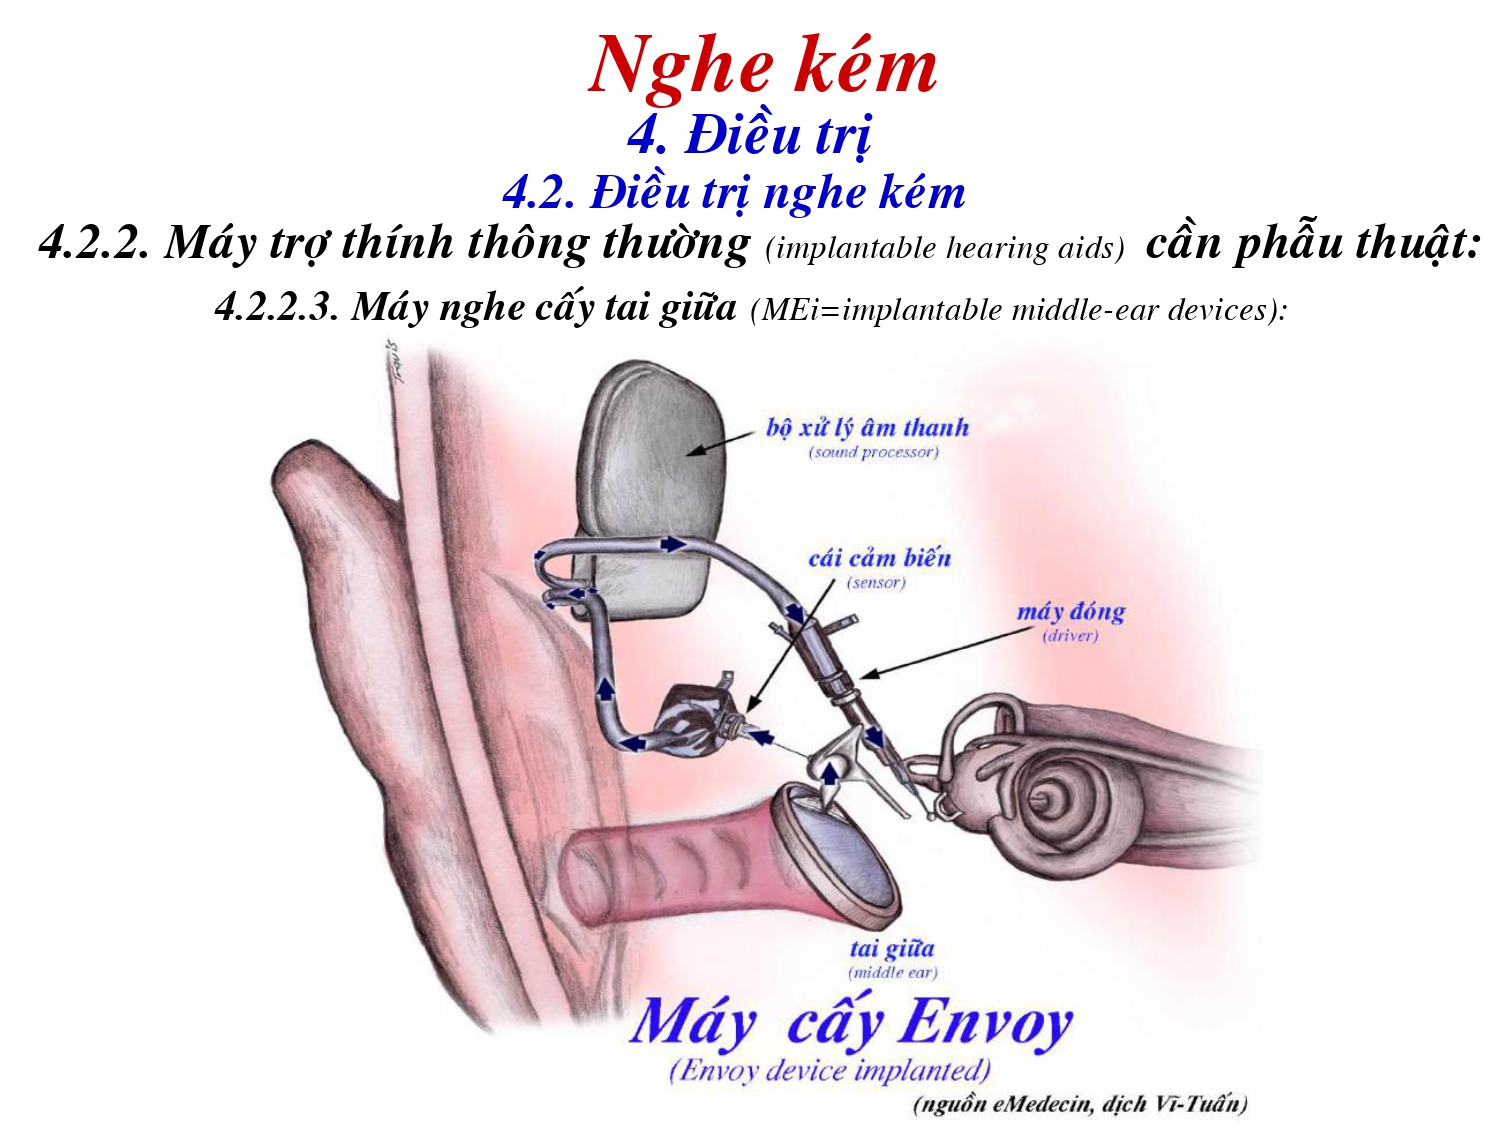 Nghe kém
4. Điều trị
4.2. Điều trị nghe kém
4.2.2. Máy trợ thính thông thường (implantable hearing aids) cần phẫu thuật:
4.2.2.3. Máy nghe cấy tai giữa (MEi=implantable middle-ear devices):
Travis
bộ xử lý âm thanh
(sound processor)
cái cảm biến
(sensor)
máy đóng
(driver)
tai giữa
(middle ear)
Máy cấy Envoy
(Envoy device implanted)
(nguồn eMedecin, dịch Vĩ-Tuấn)